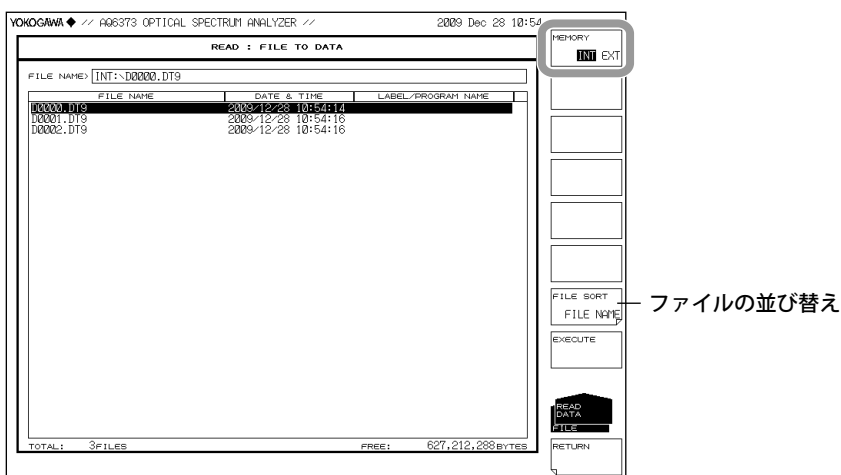 YOKOGAWA ◆ // AQ6373 OPTICAL SPECTRUM ANALYZER // 2009 Dec 28 10:54
READ : FILE TO DATA
FILE NAME> INT:\D0000.DT9
FILE NAME DATE & TIME LABEL/PROGRAM NAME
D0000.DT9 2009/12/28 10:54:14
D0001.DT9 2009/12/28 10:54:16
D0002.DT9 2009/12/28 10:54:16
TOTAL: 3FILES FREE: 627,212,288BYTES
MEMORY
INT EXT
FILE SORT
FILE NAME
ファイルの並び替え
EXECUTE
READ
DATA
FILE
RETURN